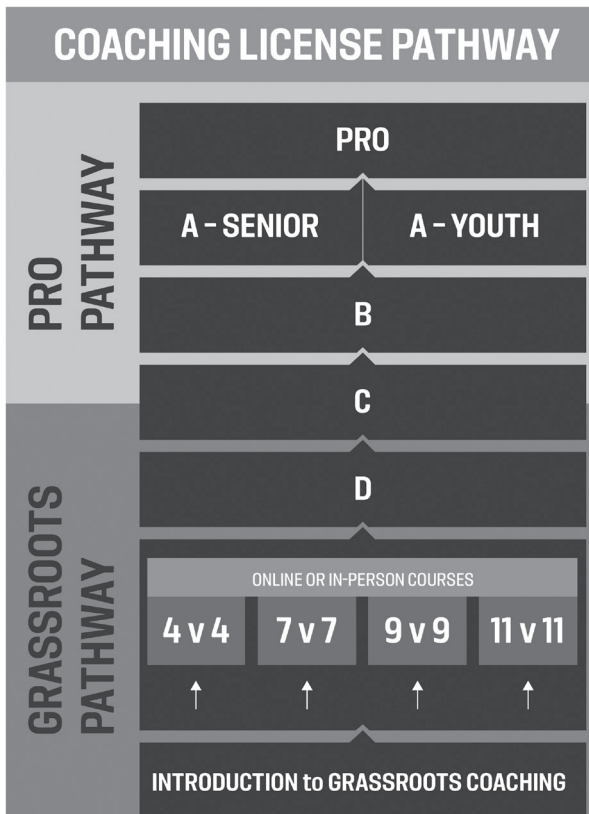 COACHING LICENSE PATHWAY
PRO PATHWAY
PRO
A – SENIOR
A – YOUTH
B
C
GRASSROOTS PATHWAY
D
ONLINE OR IN-PERSON COURSES
4 v 4
7 v 7
9 v 9
11 v 11
INTRODUCTION to GRASSROOTS COACHING